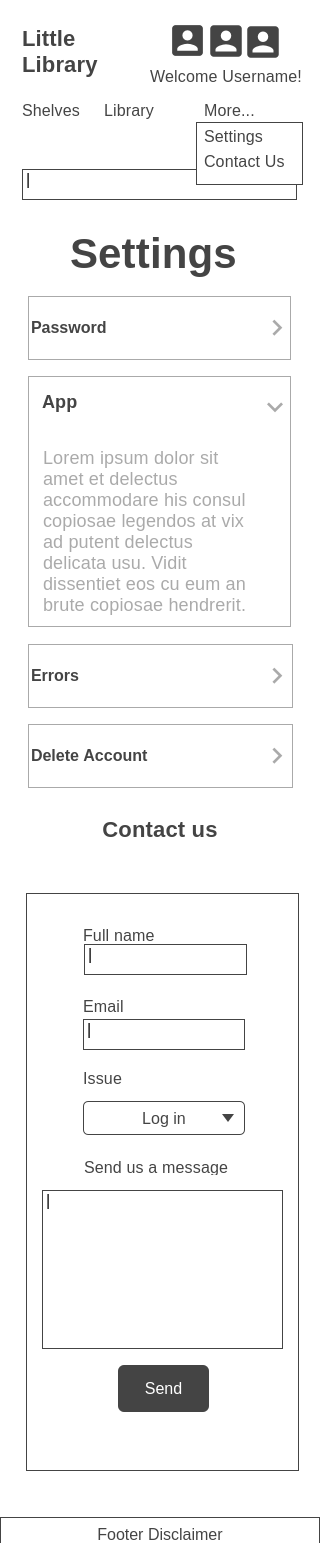 Little
Library
Welcome Username!
Shelves Library More...
Settings
Contact Us
Settings
Password
App
Lorem ipsum dolor sit
amet et delectus
accommodare his consul
copiosae legendos at vix
ad putent delectus
delicata usu. Vidit
dissentiet eos cu eum an
brute copiosae hendrerit.
Errors
Delete Account
Contact us
Full name
Email
Issue
Log in
Send us a message
Send
Footer Disclaimer